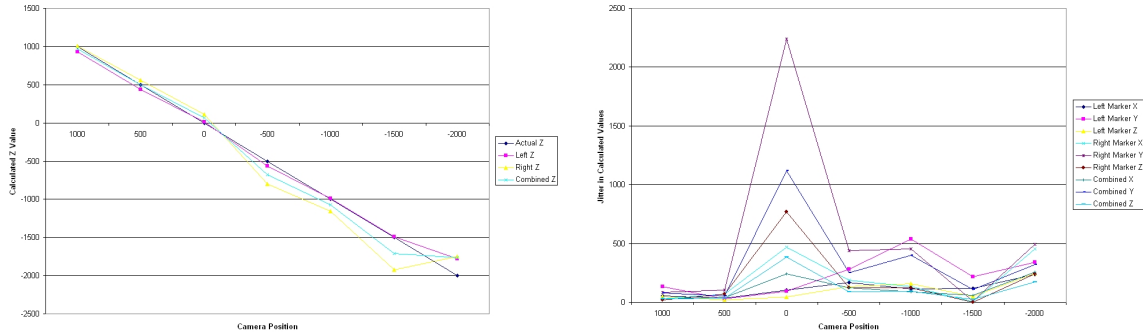 1500
1000
500
0
-500
-1000
-1500
-2000
-2500
Calculated Z Value
1000 500 0 -500 -1000 -1500 -2000
Camera Position
Actual Z
Left Z
Right Z
Combined Z
2500
2000
1500
1000
500
0
Jitter in Calculated Values
1000 500 0 -500 -1000 -1500 -2000
Camera Position
Left Marker X
Left Marker Y
Left Marker Z
Right Marker X
Right Marker Y
Right Marker Z
Combined X
Combined Y
Combined Z